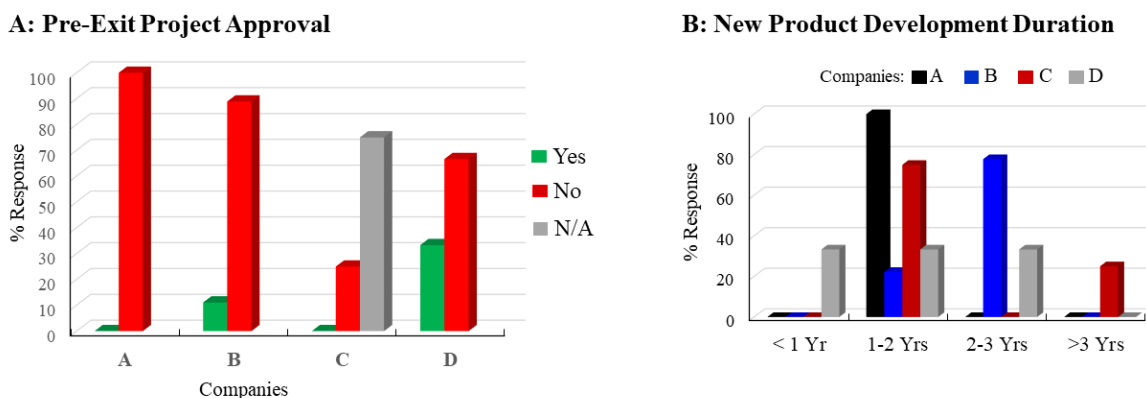 A: Pre-Exit Project Approval
100
90
80
70
60
50
40
30
20
10
0
% Response
A B C D
Companies
Yes
No
N/A
B: New Product Development Duration
Companies: A B C D
100
80
60
40
20
0
% Response
< 1 Yr 1-2 Yrs 2-3 Yrs >3 Yrs